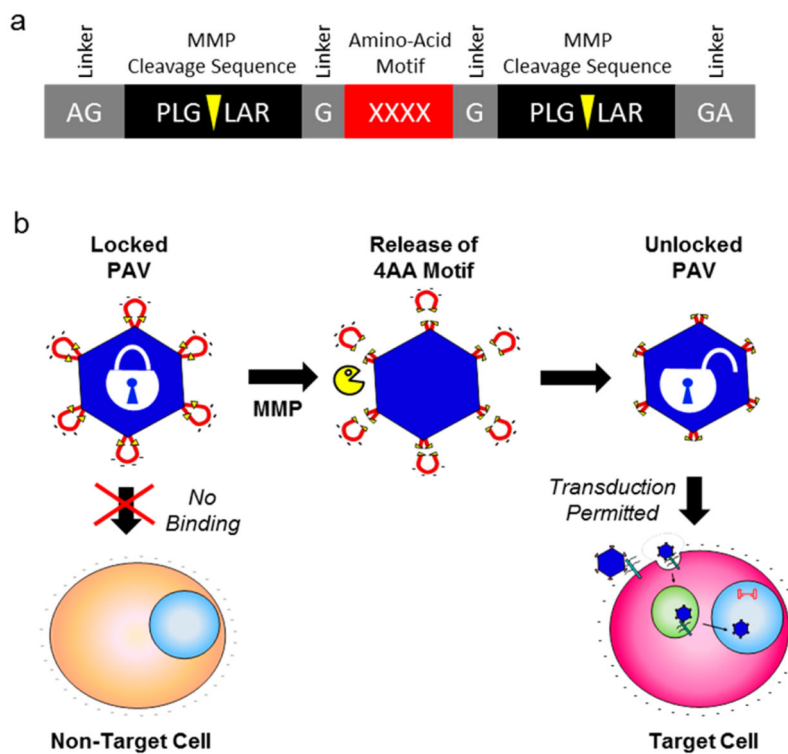 a
Linker
MMP
Cleavage Sequence
Linker
Amino-Acid
Motif
Linker
MMP
Cleavage Sequence
Linker
AG
PLG LAR
G
XXXX
G
PLG LAR
GA
b
Locked
PAV
Release of
4AA Motif
Unlocked
PAV
MMP
No
Binding
Transduction
Permitted
Non-Target Cell
Target Cell